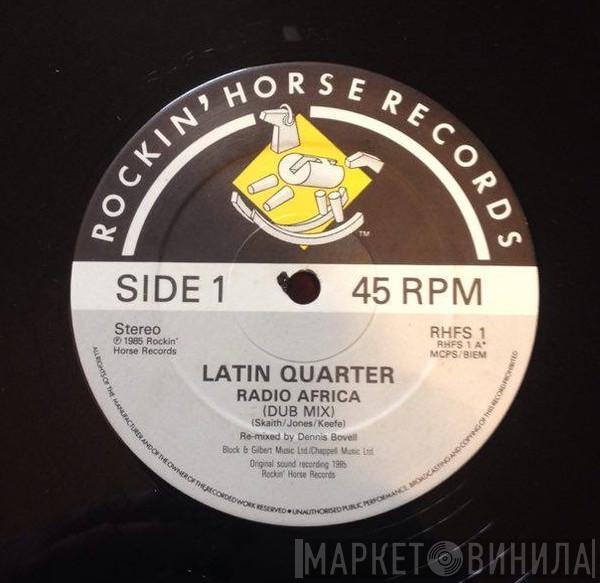 ROCKIN' HORSE RECORDS
TM
SIDE 1
45 RPM
Stereo
℗ 1985 Rockin'
Horse Records
RHFS 1
RHFS 1 A*
MCPS/BIEM
LATIN QUARTER
RADIO AFRICA
(DUB MIX)
(Skaith/Jones/Keefe)
Re-mixed by Dennis Bovell
Block & Gilbert Music Ltd./Chappell Music Ltd.
Original sound recording 1985
Rockin' Horse Records
ALL RIGHTS OF THE MANUFACTURER AND OF THE OWNER OF THE RECORDED WORK RESERVED • UNAUTHORISED PUBLIC PERFORMANCE, BROADCASTING AND COPYING OF THIS RECORD PROHIBITED
МАРКЕТ ВИНИЛА